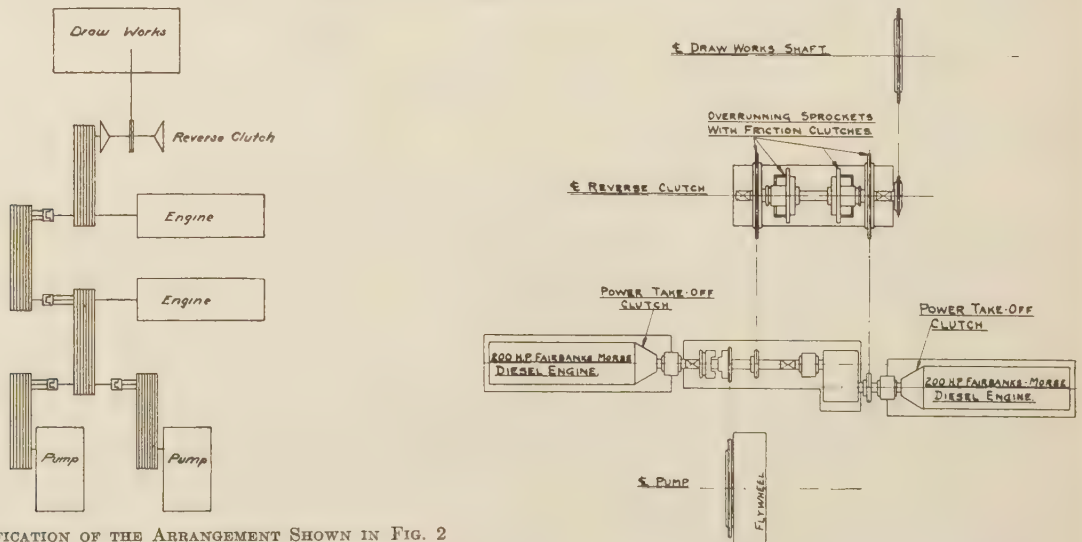 Draw Works
Reverse Clutch
Engine
Engine
Pump
Pump
FICATION OF THE ARRANGEMENT SHOWN IN FIG. 2
℄ DRAW WORKS SHAFT
OVERRUNNING SPROCKETS
WITH FRICTION CLUTCHES
℄ REVERSE CLUTCH
POWER TAKE-OFF
CLUTCH
POWER TAKE-OFF
CLUTCH
200 H.P. FAIRBANKS-MORSE
DIESEL ENGINE
200 H.P. FAIRBANKS-MORSE
DIESEL ENGINE
℄ PUMP
FLYWHEEL